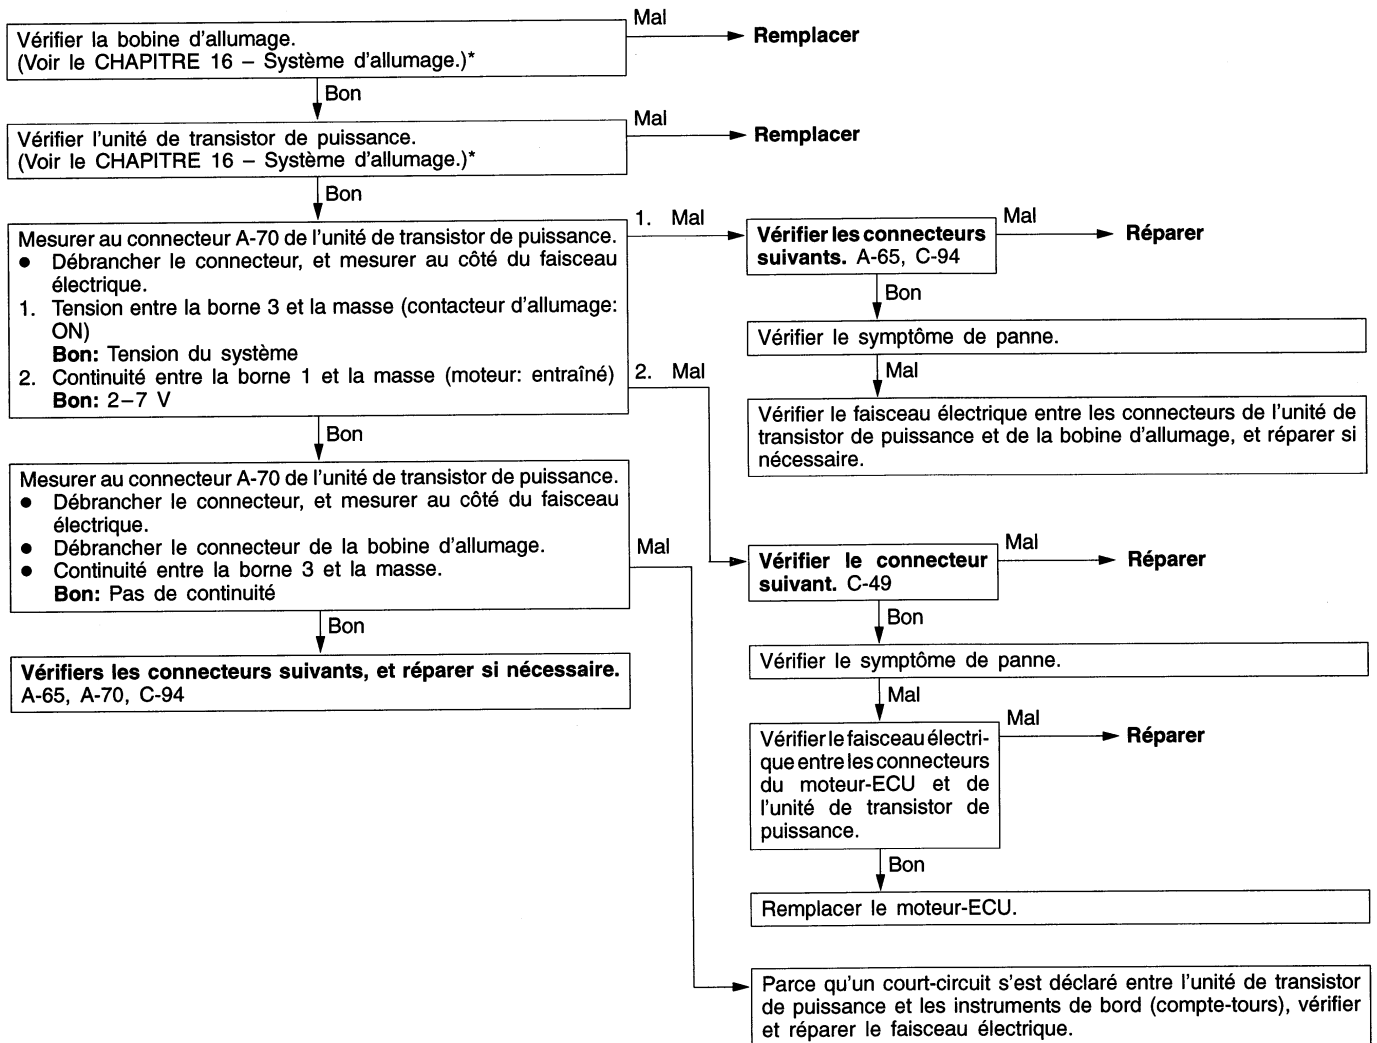 Vérifier la bobine d'allumage.
(Voir le CHAPITRE 16 – Système d'allumage.)*
Mal
Remplacer
Bon
Vérifier l'unité de transistor de puissance.
(Voir le CHAPITRE 16 – Système d'allumage.)*
Mal
Remplacer
Bon
Mesurer au connecteur A-70 de l'unité de transistor de puissance.
● Débrancher le connecteur, et mesurer au côté du faisceau
électrique.
1. Tension entre la borne 3 et la masse (contacteur d'allumage:
ON)
Bon: Tension du système
2. Continuité entre la borne 1 et la masse (moteur: entraîné)
Bon: 2–7 V
1. Mal
Vérifier les connecteurs
suivants. A-65, C-94
Mal
Réparer
Bon
Vérifier le symptôme de panne.
Mal
Vérifier le faisceau électrique entre les connecteurs de l'unité de
transistor de puissance et de la bobine d'allumage, et réparer si
nécessaire.
2. Mal
Bon
Mesurer au connecteur A-70 de l'unité de transistor de puissance.
● Débrancher le connecteur, et mesurer au côté du faisceau
électrique.
● Débrancher le connecteur de la bobine d'allumage.
● Continuité entre la borne 3 et la masse.
Bon: Pas de continuité
Mal
Bon
Vérifiers les connecteurs suivants, et réparer si nécessaire.
A-65, A-70, C-94
Vérifier le connecteur
suivant. C-49
Mal
Réparer
Bon
Vérifier le symptôme de panne.
Mal
Vérifier le faisceau électri-
que entre les connecteurs
du moteur-ECU et de
l'unité de transistor de
puissance.
Mal
Réparer
Bon
Remplacer le moteur-ECU.
Parce qu'un court-circuit s'est déclaré entre l'unité de transistor
de puissance et les instruments de bord (compte-tours), vérifier
et réparer le faisceau électrique.